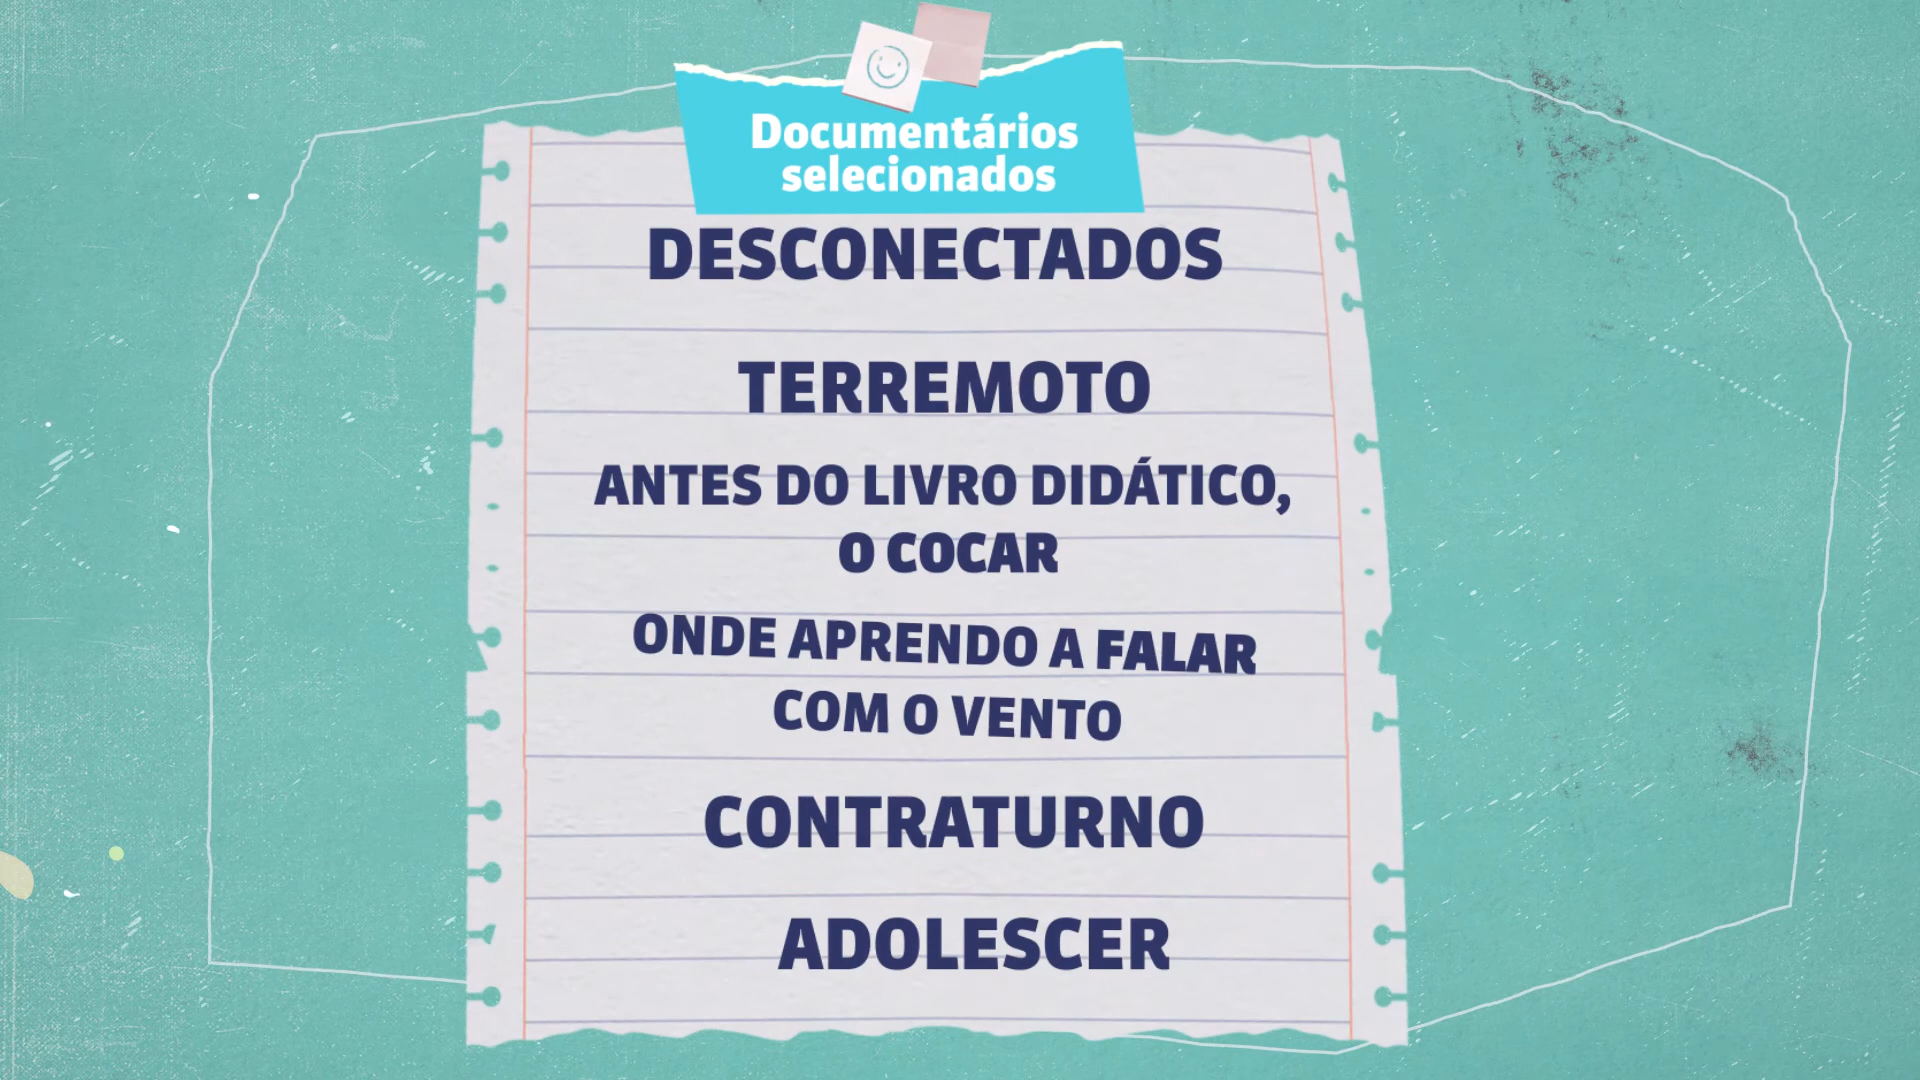 Documentários
selecionados
DESCONECTADOS
TERREMOTO
ANTES DO LIVRO DIDÁTICO,
O COCAR
ONDE APRENDO A FALAR
COM O VENTO
CONTRATURNO
ADOLESCER